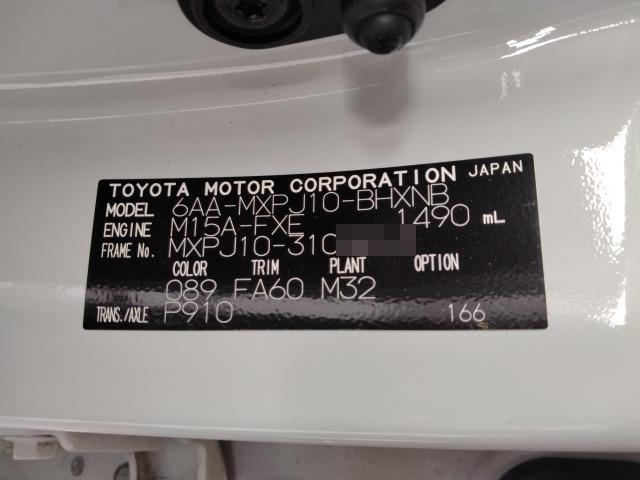 TOYOTA MOTOR CORPORATION JAPAN
MODEL 6AA-MXPJ10-BHXNB
ENGINE M15A-FXE 1490 mL
FRAME No. MXPJ10-310
COLOR TRIM PLANT OPTION
089 FA60 M32
TRANS./AXLE P910 166